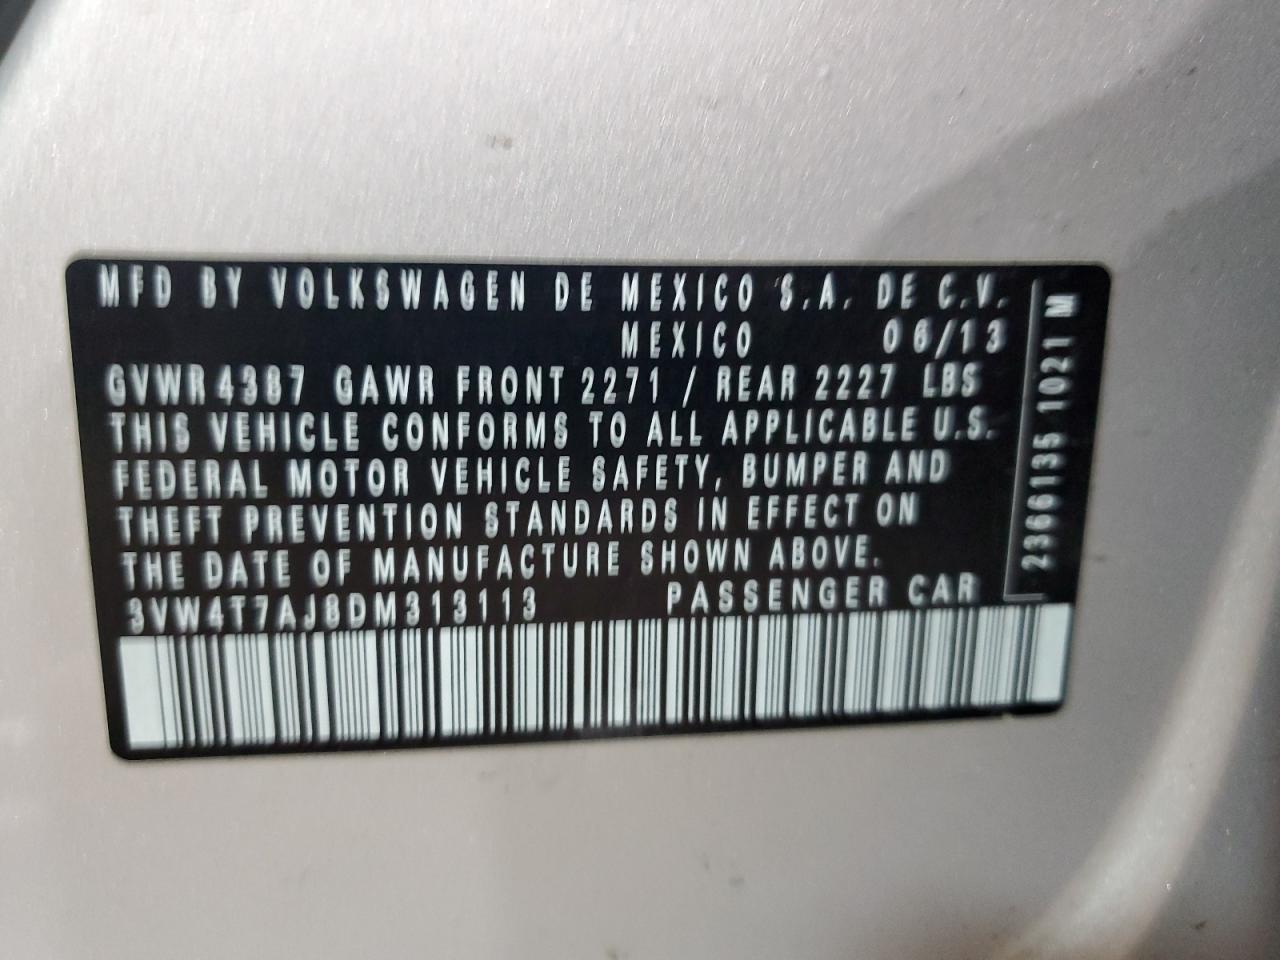 MFD BY VOLKSWAGEN DE MEXICO S.A. DE C.V.
MEXICO 06/13
GVWR 4387 GAWR FRONT 2271 / REAR 2227 LBS
THIS VEHICLE CONFORMS TO ALL APPLICABLE U.S.
FEDERAL MOTOR VEHICLE SAFETY, BUMPER AND
THEFT PREVENTION STANDARDS IN EFFECT ON
THE DATE OF MANUFACTURE SHOWN ABOVE.
3VW4T7AJ8DM313113 PASSENGER CAR
2366135 1021 M